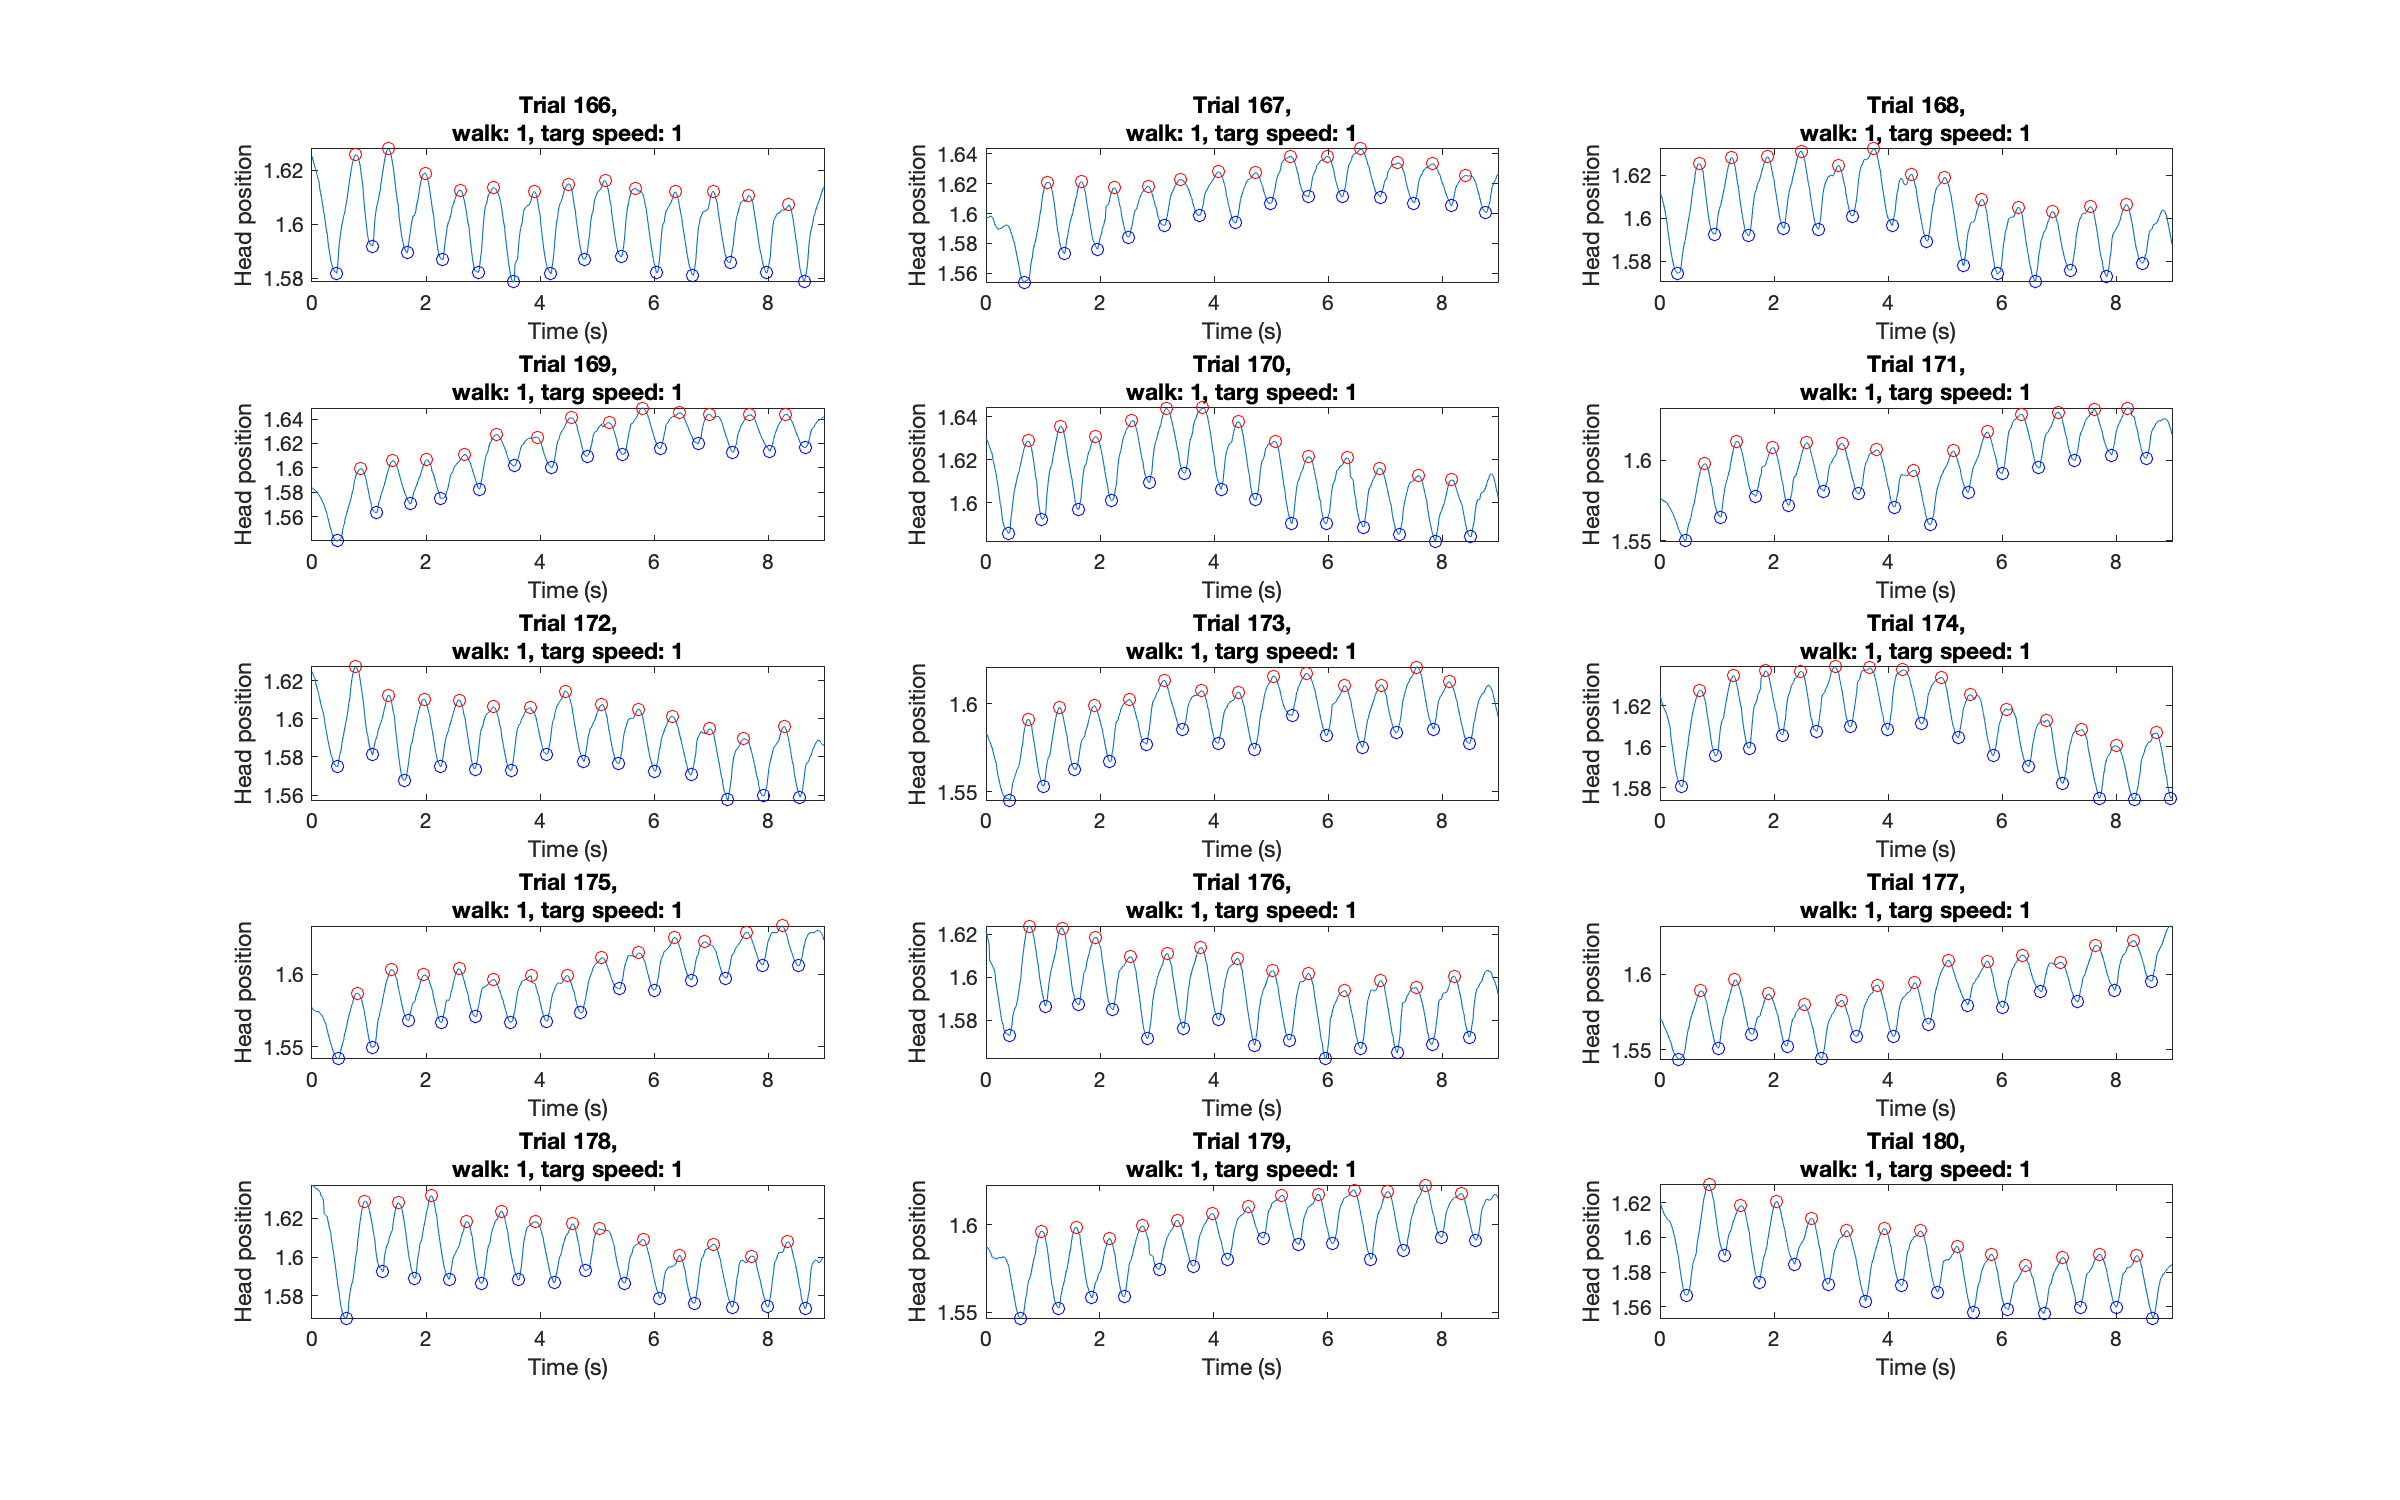 Trial 166,
walk: 1, targ speed: 1
Head position
1.62
1.6
1.58
0 2 4 6 8
Time (s)
Trial 167,
walk: 1, targ speed: 1
Head position
1.64
1.62
1.6
1.58
1.56
0 2 4 6 8
Time (s)
Trial 168,
walk: 1, targ speed: 1
Head position
1.62
1.6
1.58
0 2 4 6 8
Time (s)
Trial 169,
walk: 1, targ speed: 1
Head position
1.64
1.62
1.6
1.58
1.56
0 2 4 6 8
Time (s)
Trial 170,
walk: 1, targ speed: 1
Head position
1.64
1.62
1.6
0 2 4 6 8
Time (s)
Trial 171,
walk: 1, targ speed: 1
Head position
1.6
1.55
0 2 4 6 8
Time (s)
Trial 172,
walk: 1, targ speed: 1
Head position
1.62
1.6
1.58
1.56
0 2 4 6 8
Time (s)
Trial 173,
walk: 1, targ speed: 1
Head position
1.6
1.55
0 2 4 6 8
Time (s)
Trial 174,
walk: 1, targ speed: 1
Head position
1.62
1.6
1.58
0 2 4 6 8
Time (s)
Trial 175,
walk: 1, targ speed: 1
Head position
1.6
1.55
0 2 4 6 8
Time (s)
Trial 176,
walk: 1, targ speed: 1
Head position
1.62
1.6
1.58
0 2 4 6 8
Time (s)
Trial 177,
walk: 1, targ speed: 1
Head position
1.6
1.55
0 2 4 6 8
Time (s)
Trial 178,
walk: 1, targ speed: 1
Head position
1.62
1.6
1.58
0 2 4 6 8
Time (s)
Trial 179,
walk: 1, targ speed: 1
Head position
1.6
1.55
0 2 4 6 8
Time (s)
Trial 180,
walk: 1, targ speed: 1
Head position
1.62
1.6
1.58
1.56
0 2 4 6 8
Time (s)